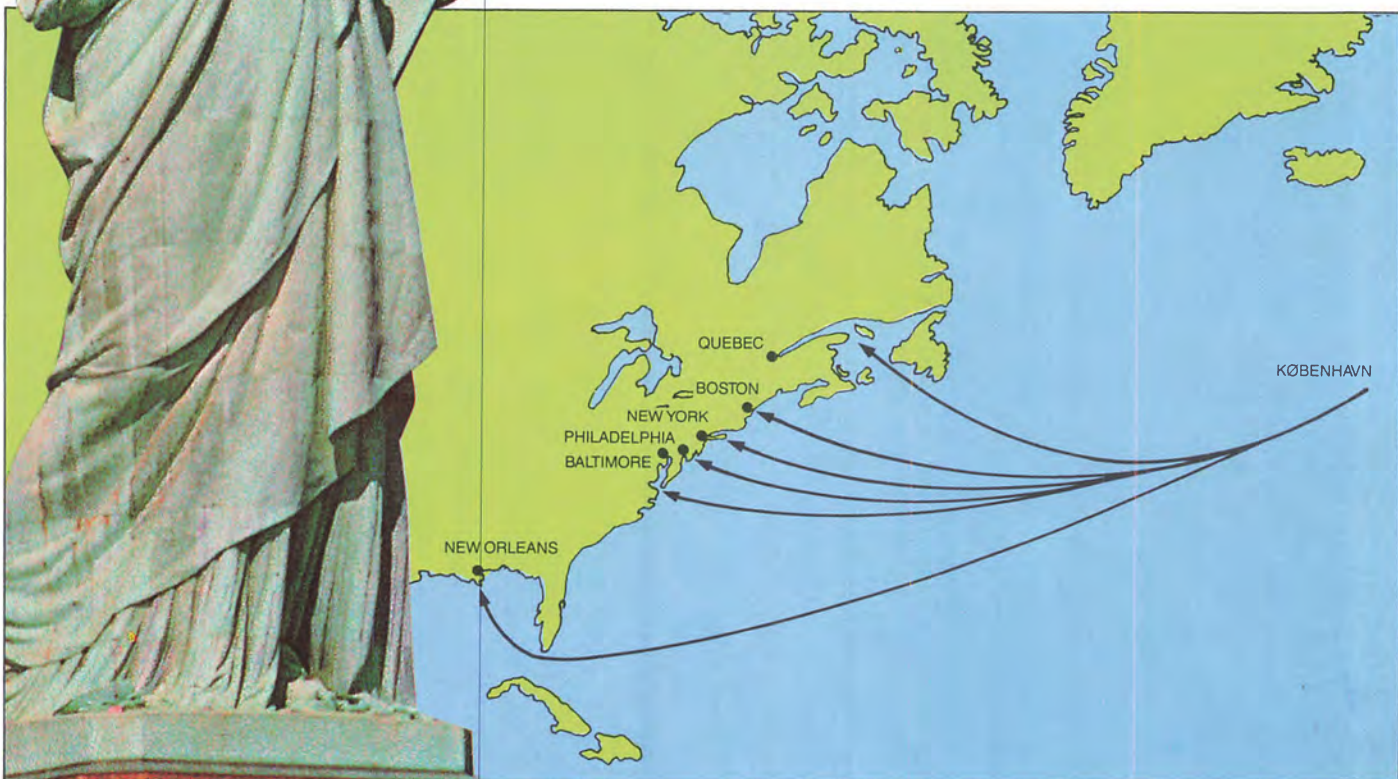 QUEBEC
KØBENHAVN
BOSTON
NEW YORK
PHILADELPHIA
BALTIMORE
NEW ORLEANS